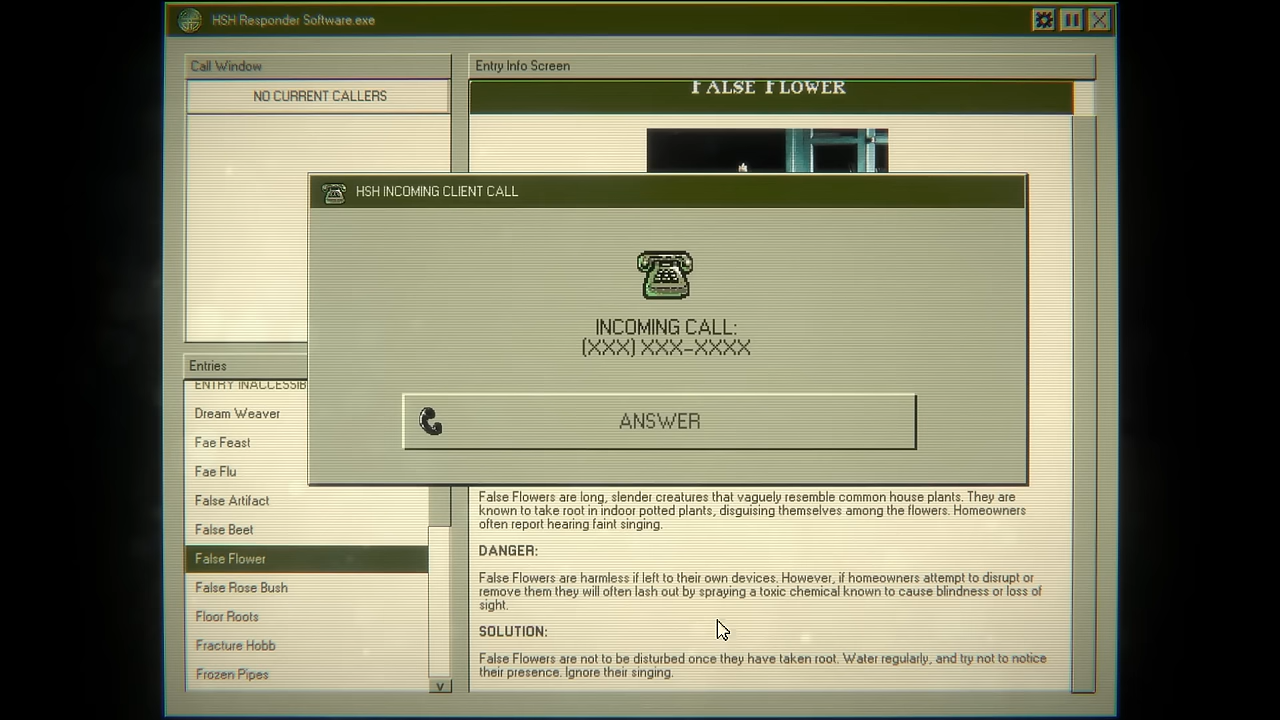 HSH Responder Software.exe
Call Window
NO CURRENT CALLERS
Entry Info Screen
FALSE FLOWER
HSH INCOMING CLIENT CALL
INCOMING CALL:
(XXX) XXX-XXXX
ANSWER
Entries
ENTRY INACCESSIB
Dream Weaver
Fae Feast
Fae Flu
False Artifact
False Beet
False Flower
False Rose Bush
Floor Roots
Fracture Hobb
Frozen Pipes
V
False Flowers are long, slender creatures that vaguely resemble common house plants. They are
known to take root in indoor potted plants, disguising themselves among the flowers. Homeowners
often report hearing faint singing.
DANGER:
False Flowers are harmless if left to their own devices. However, if homeowners attempt to disrupt or
remove them they will often lash out by spraying a toxic chemical known to cause blindness or loss of
sight.
SOLUTION:
False Flowers are not to be disturbed once they have taken root. Water regularly, and try not to notice
their presence. Ignore their singing.